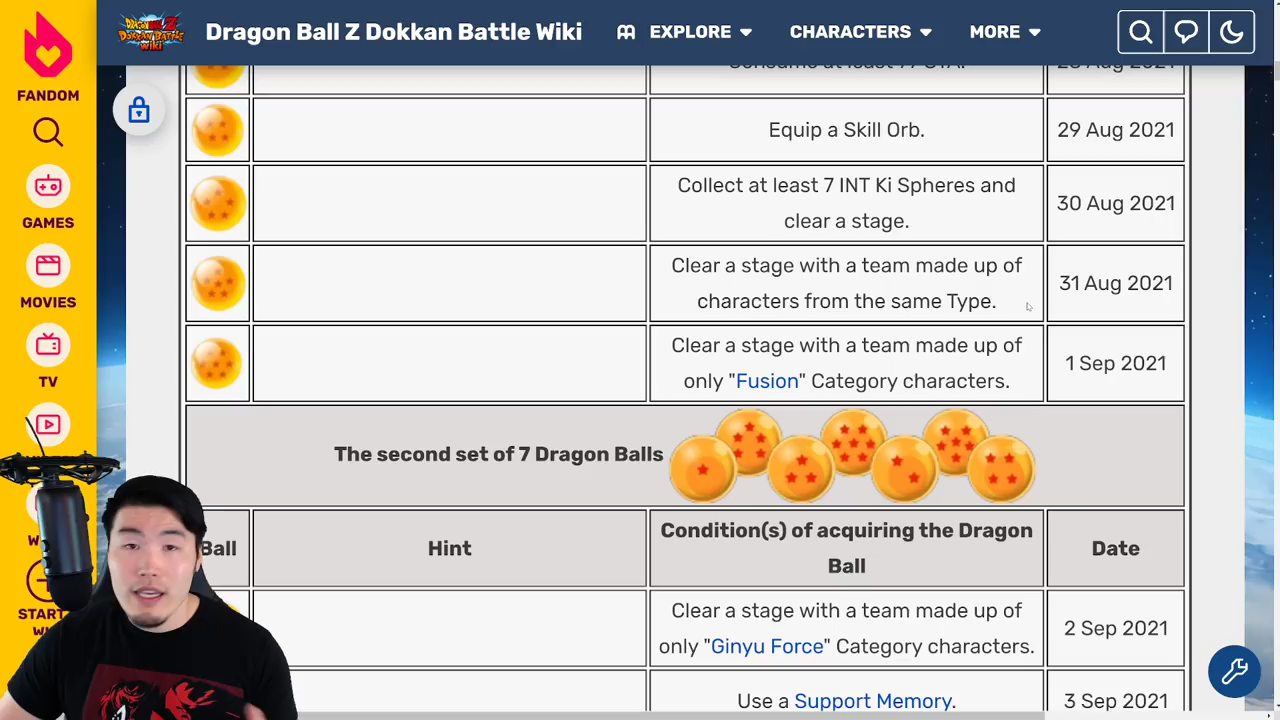 Dragon Ball Z Dokkan Battle Wiki
EXPLORE
CHARACTERS
MORE
FANDOM
GAMES
MOVIES
TV
START
29 Aug 2021
Equip a Skill Orb.
Collect at least 7 INT Ki Spheres and
clear a stage.
30 Aug 2021
Clear a stage with a team made up of
characters from the same Type.
31 Aug 2021
Clear a stage with a team made up of
only "Fusion" Category characters.
1 Sep 2021
The second set of 7 Dragon Balls
Ball
Hint
Condition(s) of acquiring the Dragon
Ball
Date
Clear a stage with a team made up of
only "Ginyu Force" Category characters.
2 Sep 2021
Use a Support Memory.
3 Sep 2021